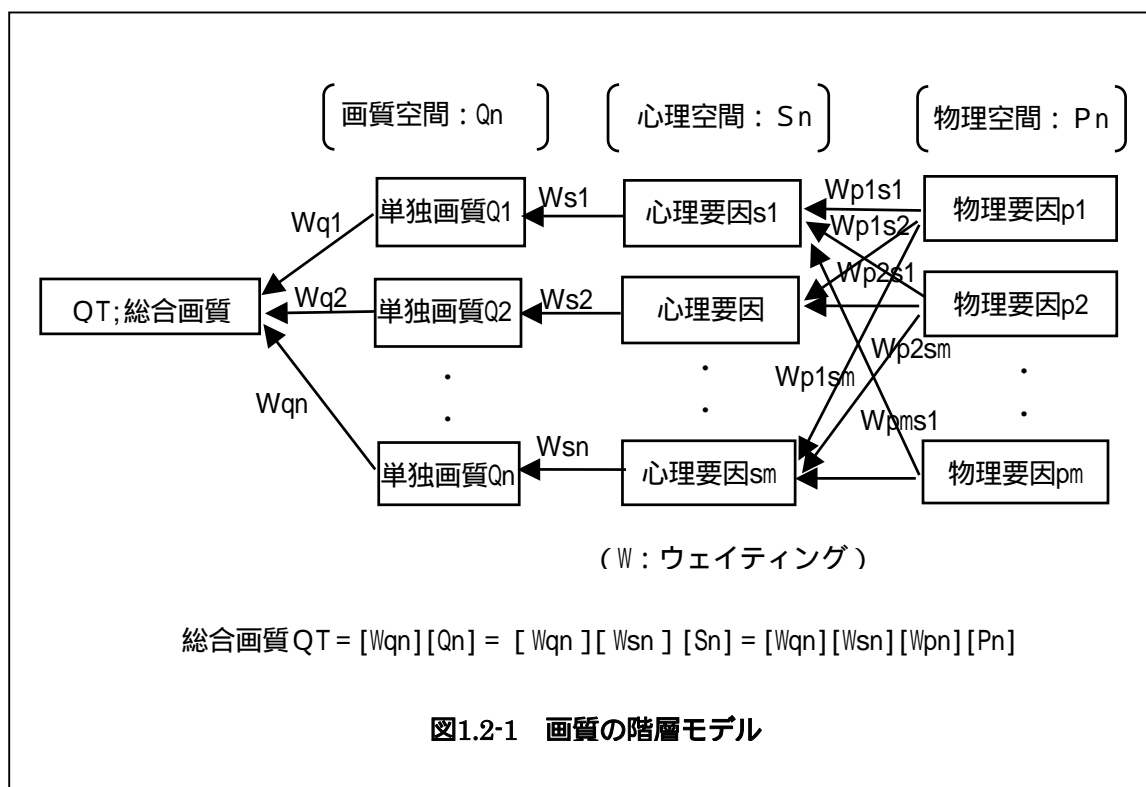 画質空間：Qn
心理空間：Sn
物理空間：Pn
単独画質Q1
Ws1
心理要因s1
Wp1s1
物理要因p1
Wq1
Wp1s2
Wp2s1
QT;総合画質
Wq2
単独画質Q2
Ws2
心理要因
物理要因p2
Wp2sm
Wp1sm
Wqn
Wpms1
単独画質Qn
Wsn
心理要因sm
物理要因pm
（W：ウェイティング）
総合画質QT = [Wqn][Qn] = [Wqn][Wsn][Sn] = [Wqn][Wsn][Wpn][Pn]
図1.2-1　画質の階層モデル